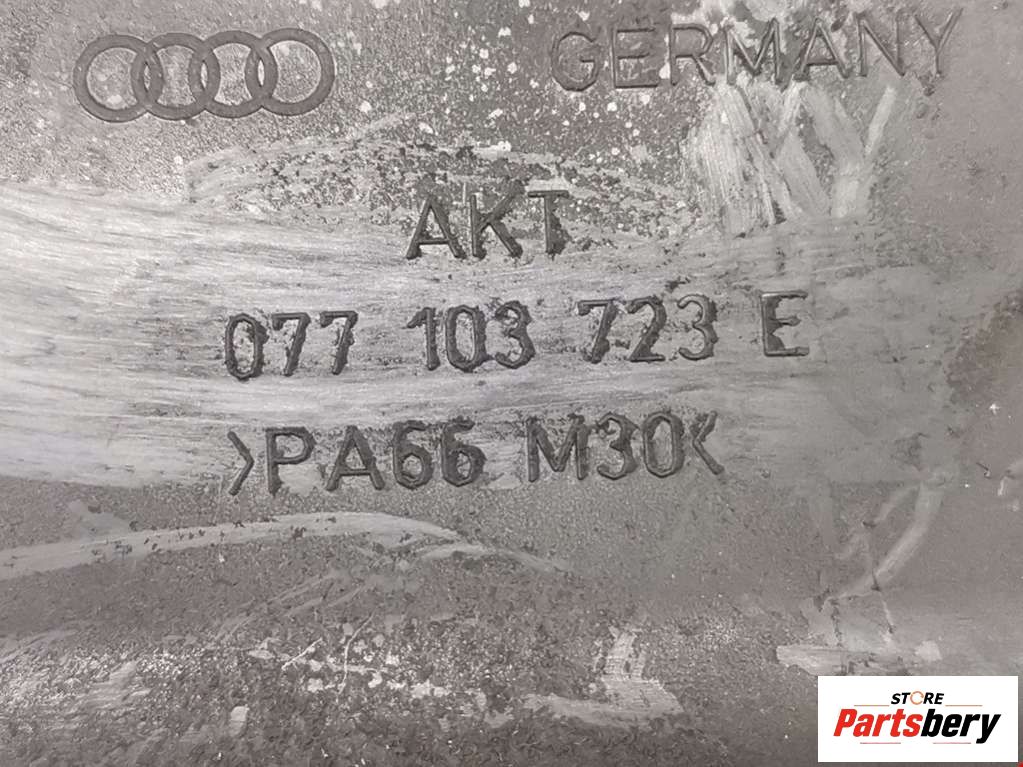 GERMANY
AKT
077 103 723 E
>PA66 M30<
STORE
Partsbery